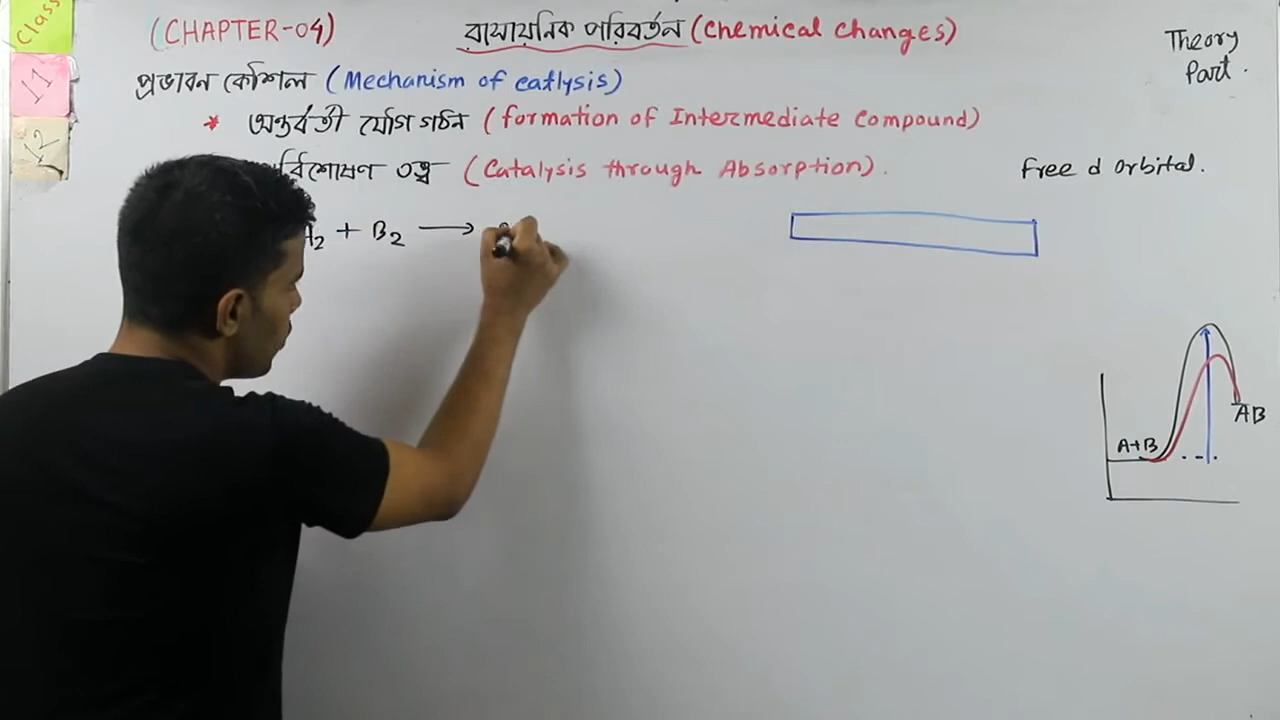 Class
11
12
(CHAPTER-04) রাসায়নিক পরিবর্তন (Chemical Changes)
Theory Part.
প্রভাবন কৌশল (Mechanism of catlysis)
* অন্তর্বর্তী যৌগ গঠন (formation of Intermediate Compound)
তত্ত্ব (Catalysis through Absorption).
Free d Orbital.
A2 + B2 →
A+B
AB